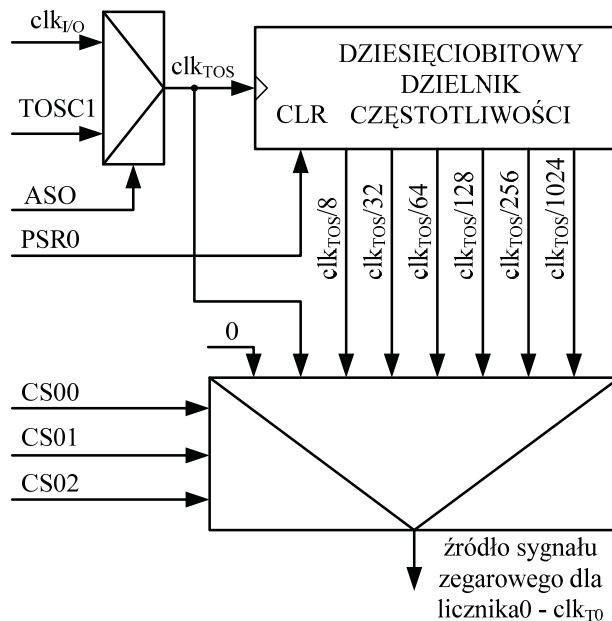 clkI/O
clkTOS
TOSC1
DZIESIĘCIOBITOWY
DZIELNIK
CZĘSTOTLIWOŚCI
CLR
ASO
PSR0
clkTOS/8
clkTOS/32
clkTOS/64
clkTOS/128
clkTOS/256
clkTOS/1024
0
CS00
CS01
CS02
źródło sygnału
zegarowego dla
licznika0 - clkT0